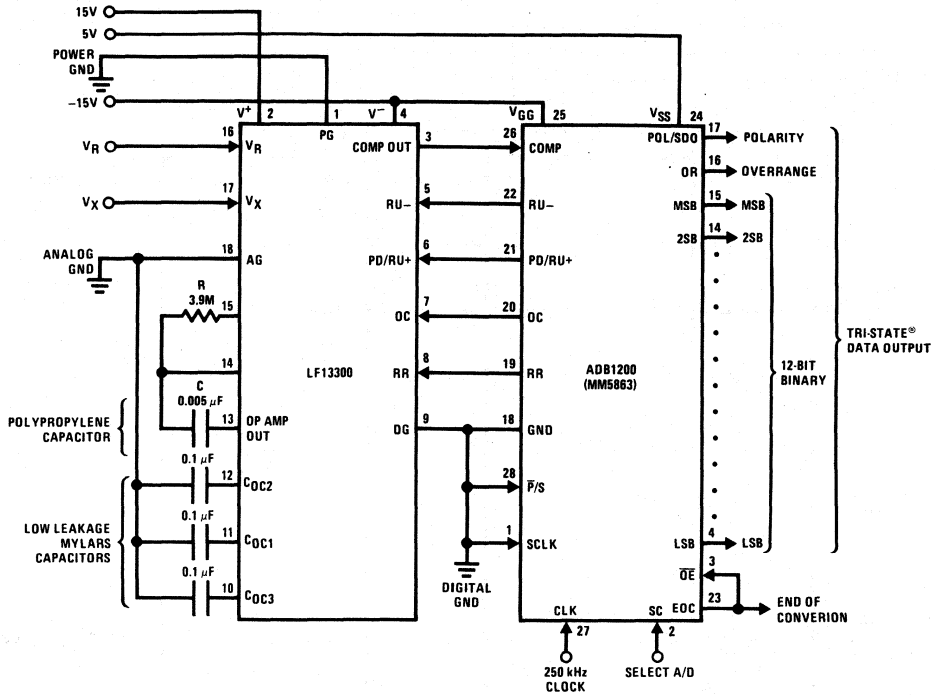 15V
5V
POWER
GND
-15V
V+
2
1
V-
4
PG
VGG
25
VSS
24
16
VR
VR
COMP OUT
3
26
COMP
POL/SDO
17
POLARITY
OR
16
OVERRANGE
17
VX
VX
RU-
5
22
RU-
MSB
15
MSB
2SB
14
2SB
ANALOG
GND
18
AG
PD/RU+
6
21
PD/RU+
R
3.9M
15
OC
7
20
OC
14
LF13300
RR
8
19
RR
ADB1200
(MM5863)
12-BIT
BINARY
TRI-STATE®
DATA OUTPUT
C
0.005 μF
POLYPROPYLENE
CAPACITOR
13
OP AMP
OUT
DG
9
18
GND
0.1 μF
12
COC2
28
P̅/S
LOW LEAKAGE
MYLARS
CAPACITORS
0.1 μF
11
COC1
1
SCLK
LSB
4
LSB
0.1 μF
10
COC3
DIGITAL
GND
O̅E̅
3
EOC
23
END OF
CONVERION
CLK
27
SC
2
250 kHz
CLOCK
SELECT A/D